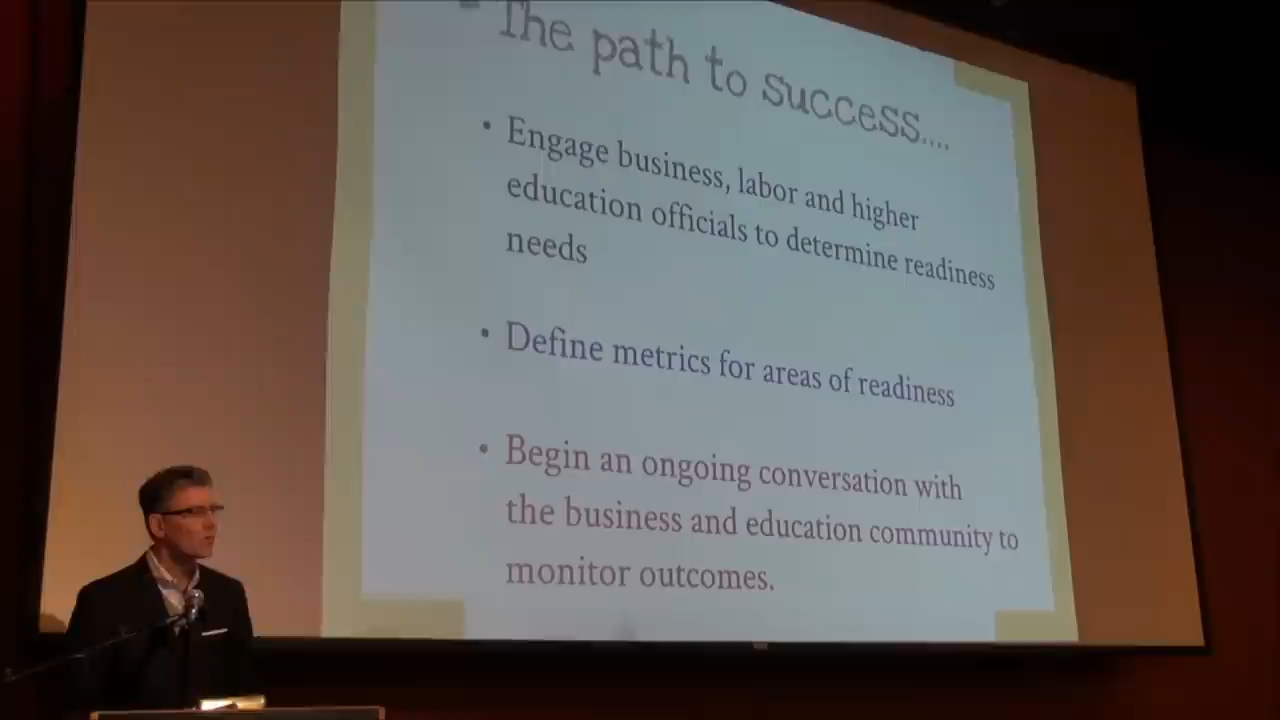 The path to success....
• Engage business, labor and higher
education officials to determine readiness
needs
• Define metrics for areas of readiness
• Begin an ongoing conversation with
the business and education community to
monitor outcomes.